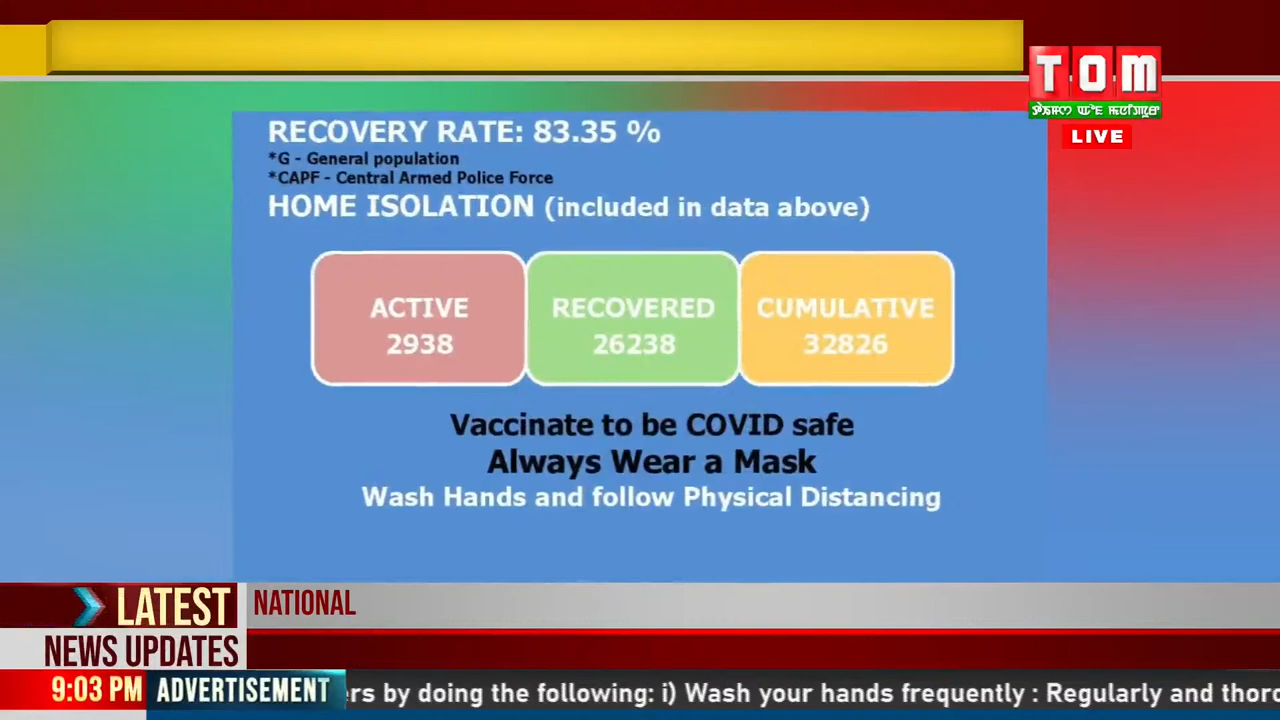 TOM
LIVE
RECOVERY RATE: 83.35 %
*G - General population
*CAPF - Central Armed Police Force
HOME ISOLATION (included in data above)
ACTIVE
2938
RECOVERED
26238
CUMULATIVE
32826
Vaccinate to be COVID safe
Always Wear a Mask
Wash Hands and follow Physical Distancing
LATEST
NEWS UPDATES
NATIONAL
9:03 PM
ADVERTISEMENT
rs by doing the following: i) Wash your hands frequently : Regularly and thoro